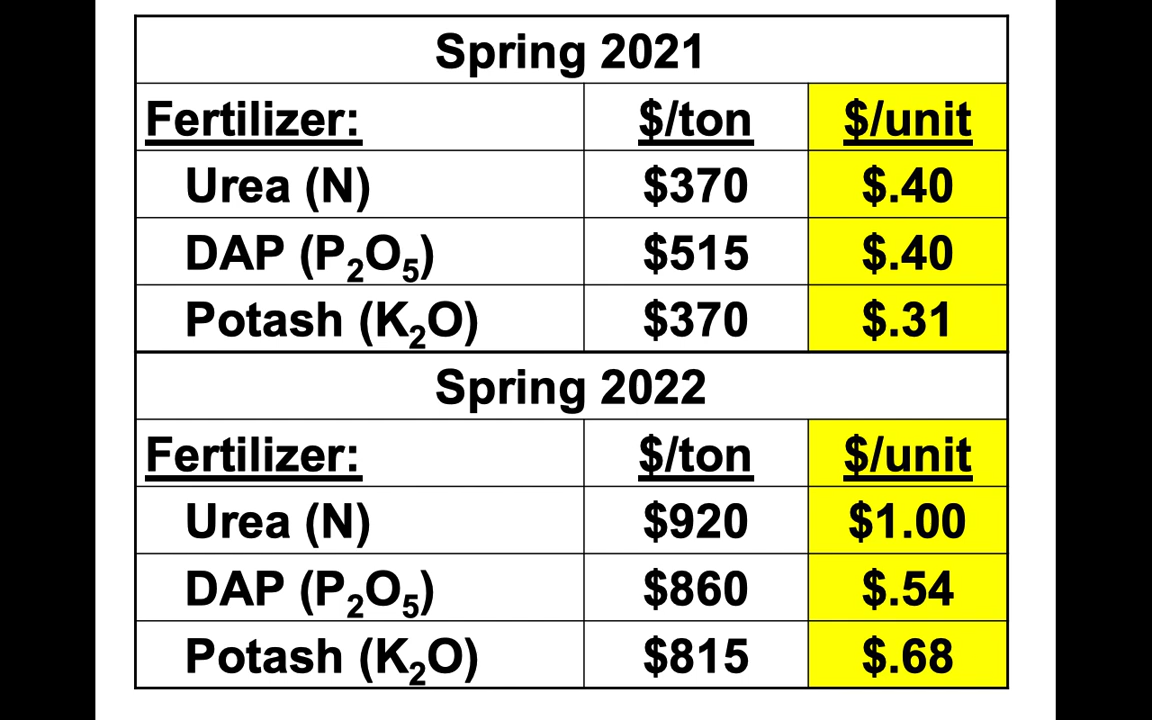 Spring 2021
Fertilizer: $/ton $/unit
Urea (N) $370 $.40
DAP (P₂O₅) $515 $.40
Potash (K₂O) $370 $.31
Spring 2022
Fertilizer: $/ton $/unit
Urea (N) $920 $1.00
DAP (P₂O₅) $860 $.54
Potash (K₂O) $815 $.68